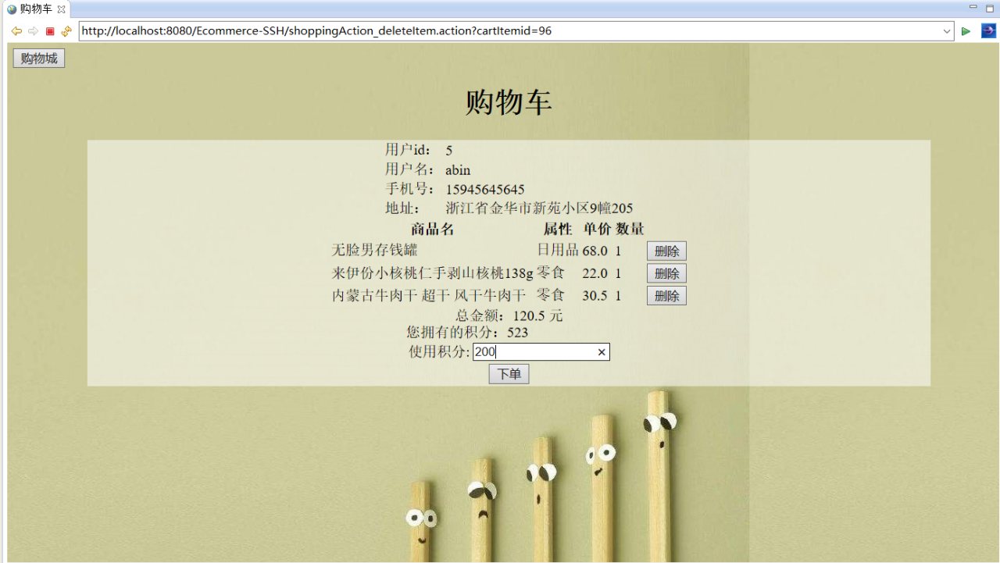 购物车
http://localhost:8080/Ecommerce-SSH/shoppingAction_deleteItem.action?cartItemid=96
购物城
购物车
用户id： 5
用户名： abin
手机号： 15945645645
地址： 浙江省金华市新苑小区9幢205
商品名 属性 单价 数量
无脸男存钱罐 日用品 68.0 1 删除
来伊份小核桃仁手剥山核桃138g 零食 22.0 1 删除
内蒙古牛肉干 超干 风干牛肉干 零食 30.5 1 删除
总金额：120.5 元
您拥有的积分：523
使用积分: 200
下单